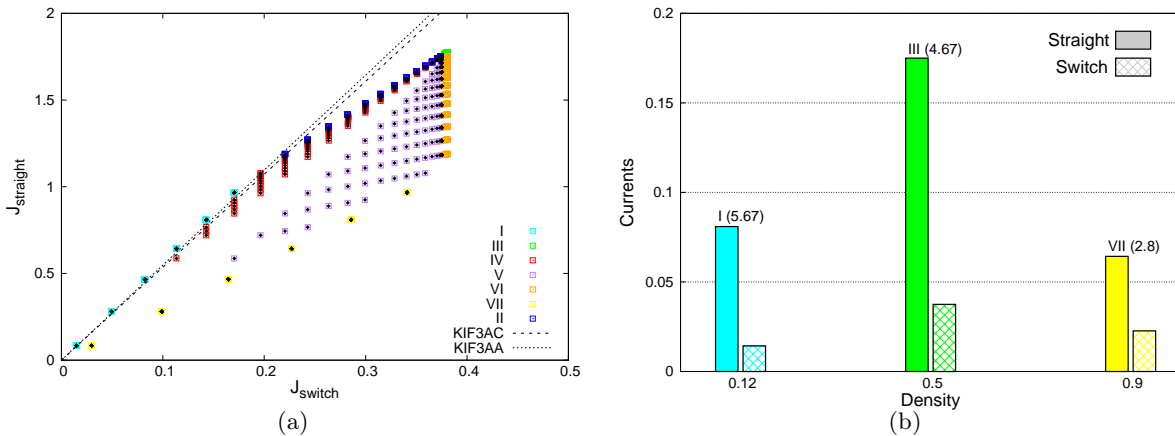 2
1.5
1
0.5
0
J_straight
0
0.1
0.2
0.3
0.4
0.5
J_switch
I
III
IV
V
VI
VII
II
KIF3AC
KIF3AA
(a)
0.2
0.15
0.1
0.05
0
Currents
Straight
Switch
I (5.67)
III (4.67)
VII (2.8)
0.12
0.5
0.9
Density
(b)